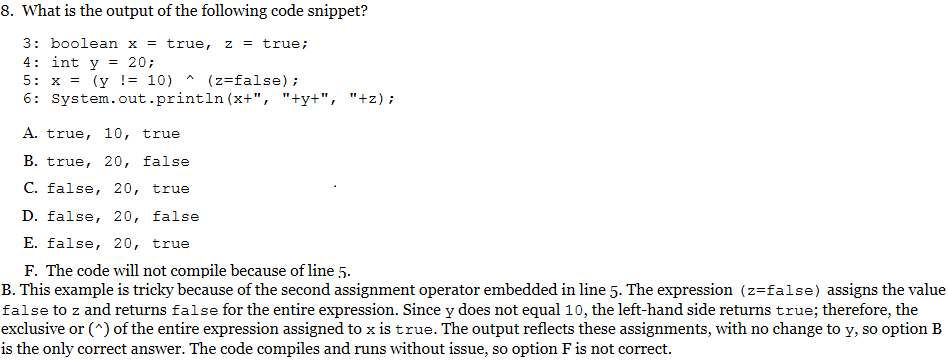 8. What is the output of the following code snippet?
3: boolean x = true, z = true;
4: int y = 20;
5: x = (y != 10) ^ (z=false);
6: System.out.println(x+", "+y+", "+z);
A. true, 10, true
B. true, 20, false
C. false, 20, true
D. false, 20, false
E. false, 20, true
F. The code will not compile because of line 5.
B. This example is tricky because of the second assignment operator embedded in line 5. The expression (z=false) assigns the value
false to z and returns false for the entire expression. Since y does not equal 10, the left-hand side returns true; therefore, the
exclusive or (^) of the entire expression assigned to x is true. The output reflects these assignments, with no change to y, so option B
is the only correct answer. The code compiles and runs without issue, so option F is not correct.